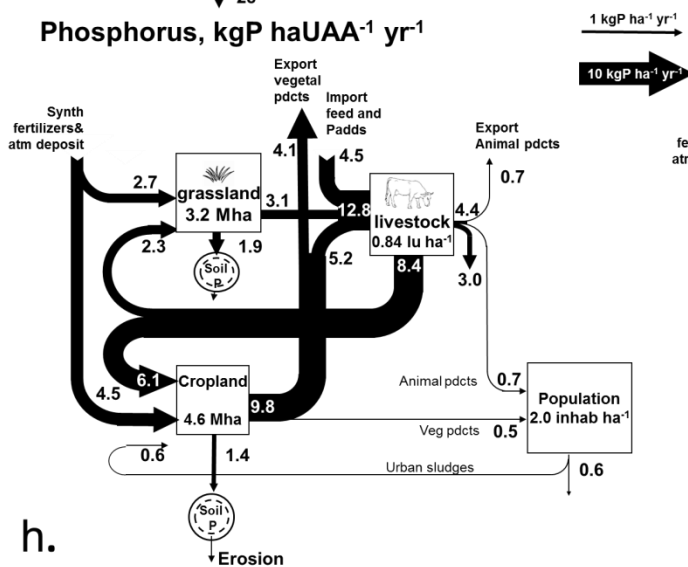 28
Phosphorus, kgP haUAA⁻¹ yr⁻¹
1 kgP ha⁻¹ yr⁻¹
10 kgP ha⁻¹ yr⁻¹
Export
vegetal
pdcts
Import
feed and
Padds
Synth
fertilizers&
atm deposit
Export
Animal pdcts
fe
atr
4.1
4.5
0.7
2.7
grassland
3.2 Mha
3.1
12.8
livestock
0.84 lu ha⁻¹
4.4
2.3
1.9
5.2
8.4
3.0
Soil
P
6.1
4.5
Cropland
4.6 Mha
9.8
Animal pdcts
0.7
Population
2.0 inhab ha⁻¹
Veg pdcts
0.5
0.6
1.4
Urban sludges
0.6
Soil
P
h.
Erosion